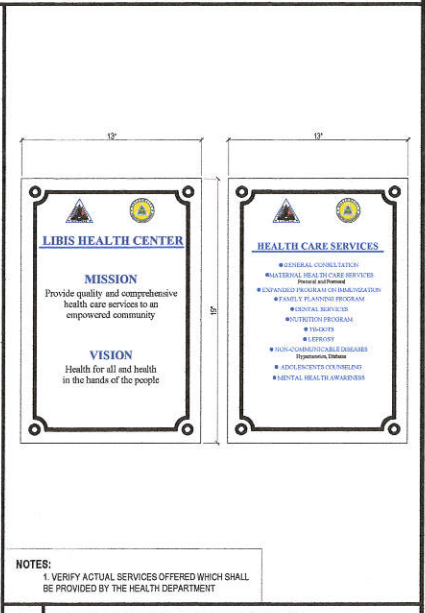 13"
13"
19"
LIBIS HEALTH CENTER
MISSION
Provide quality and comprehensive
health care services to an
empowered community
VISION
Health for all and health
in the hands of the people
HEALTH CARE SERVICES
GENERAL CONSULTATION
MATERNAL HEALTH CARE SERVICES
Prenatal and Postnatal
EXPANDED PROGRAM ON IMMUNIZATION
FAMILY PLANNING PROGRAM
DENTAL SERVICES
NUTRITION PROGRAM
TB-DOTS
LEPROSY
NON-COMMUNICABLE DISEASES
Hypertension, Diabetes
ADOLESCENTS COUNSELING
MENTAL HEALTH AWARENESS
NOTES:
1. VERIFY ACTUAL SERVICES OFFERED WHICH SHALL
BE PROVIDED BY THE HEALTH DEPARTMENT